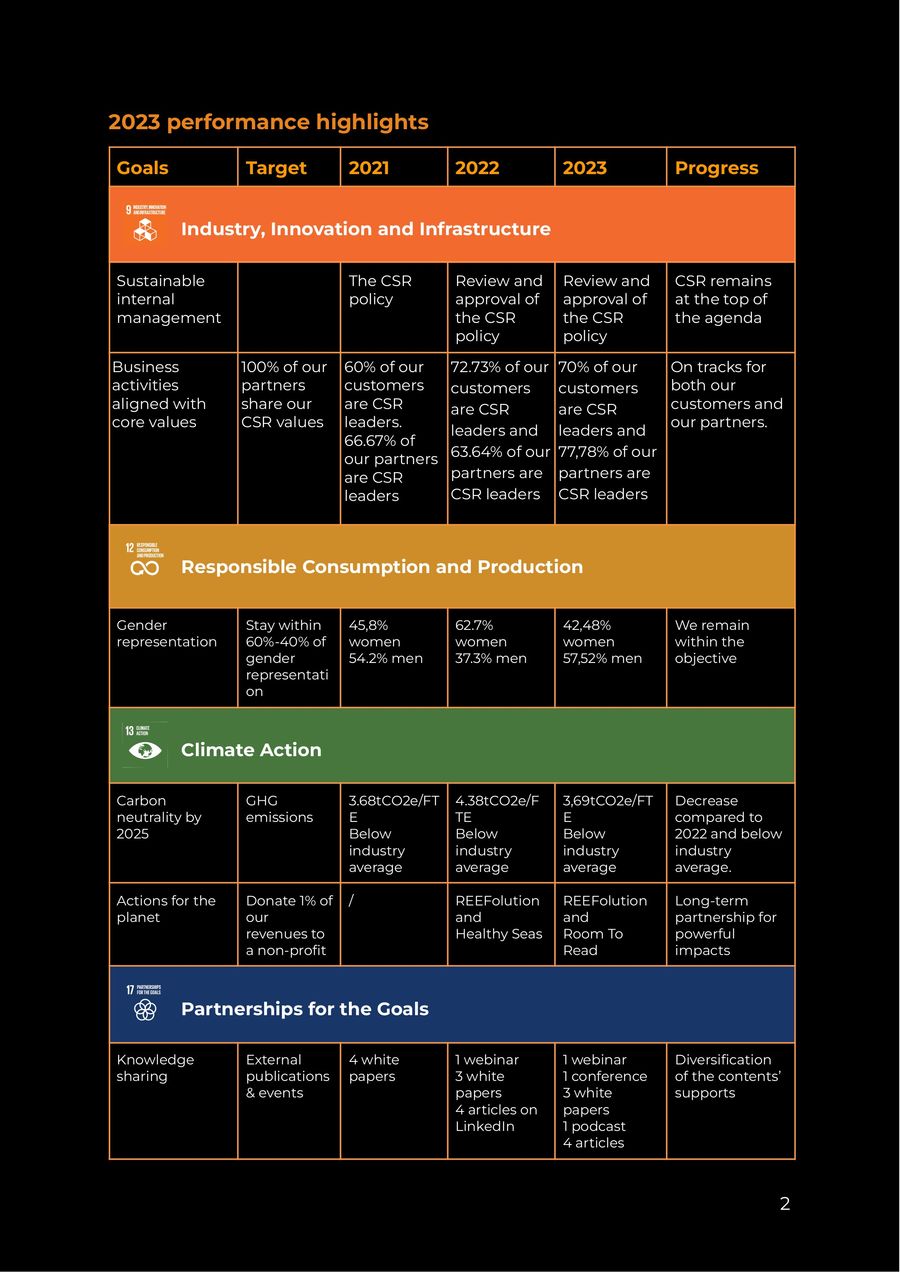 2023 performance highlights
Goals Target 2021 2022 2023 Progress
9 INDUSTRY, INNOVATION
AND INFRASTRUCTURE
Industry, Innovation and Infrastructure
Sustainable
internal
management
The CSR
policy
Review and
approval of
the CSR
policy
Review and
approval of
the CSR
policy
CSR remains
at the top of
the agenda
Business
activities
aligned with
core values
100% of our
partners
share our
CSR values
60% of our
customers
are CSR
leaders.
66.67% of
our partners
are CSR
leaders
72.73% of our
customers
are CSR
leaders and
63.64% of our
partners are
CSR leaders
70% of our
customers
are CSR
leaders and
77,78% of our
partners are
CSR leaders
On tracks for
both our
customers and
our partners.
12 RESPONSIBLE
CONSUMPTION
AND PRODUCTION
Responsible Consumption and Production
Gender
representation
Stay within
60%-40% of
gender
representati
on
45,8%
women
54.2% men
62.7%
women
37.3% men
42,48%
women
57,52% men
We remain
within the
objective
13 CLIMATE
ACTION
Climate Action
Carbon
neutrality by
2025
GHG
emissions
3.68tCO2e/FT
E
Below
industry
average
4.38tCO2e/F
TE
Below
industry
average
3,69tCO2e/FT
E
Below
industry
average
Decrease
compared to
2022 and below
industry
average.
Actions for the
planet
Donate 1% of
our
revenues to
a non-profit
/
REEFolution
and
Healthy Seas
REEFolution
and
Room To
Read
Long-term
partnership for
powerful
impacts
17 PARTNERSHIPS
FOR THE GOALS
Partnerships for the Goals
Knowledge
sharing
External
publications
& events
4 white
papers
1 webinar
3 white
papers
4 articles on
LinkedIn
1 webinar
1 conference
3 white
papers
1 podcast
4 articles
Diversification
of the contents’
supports
2